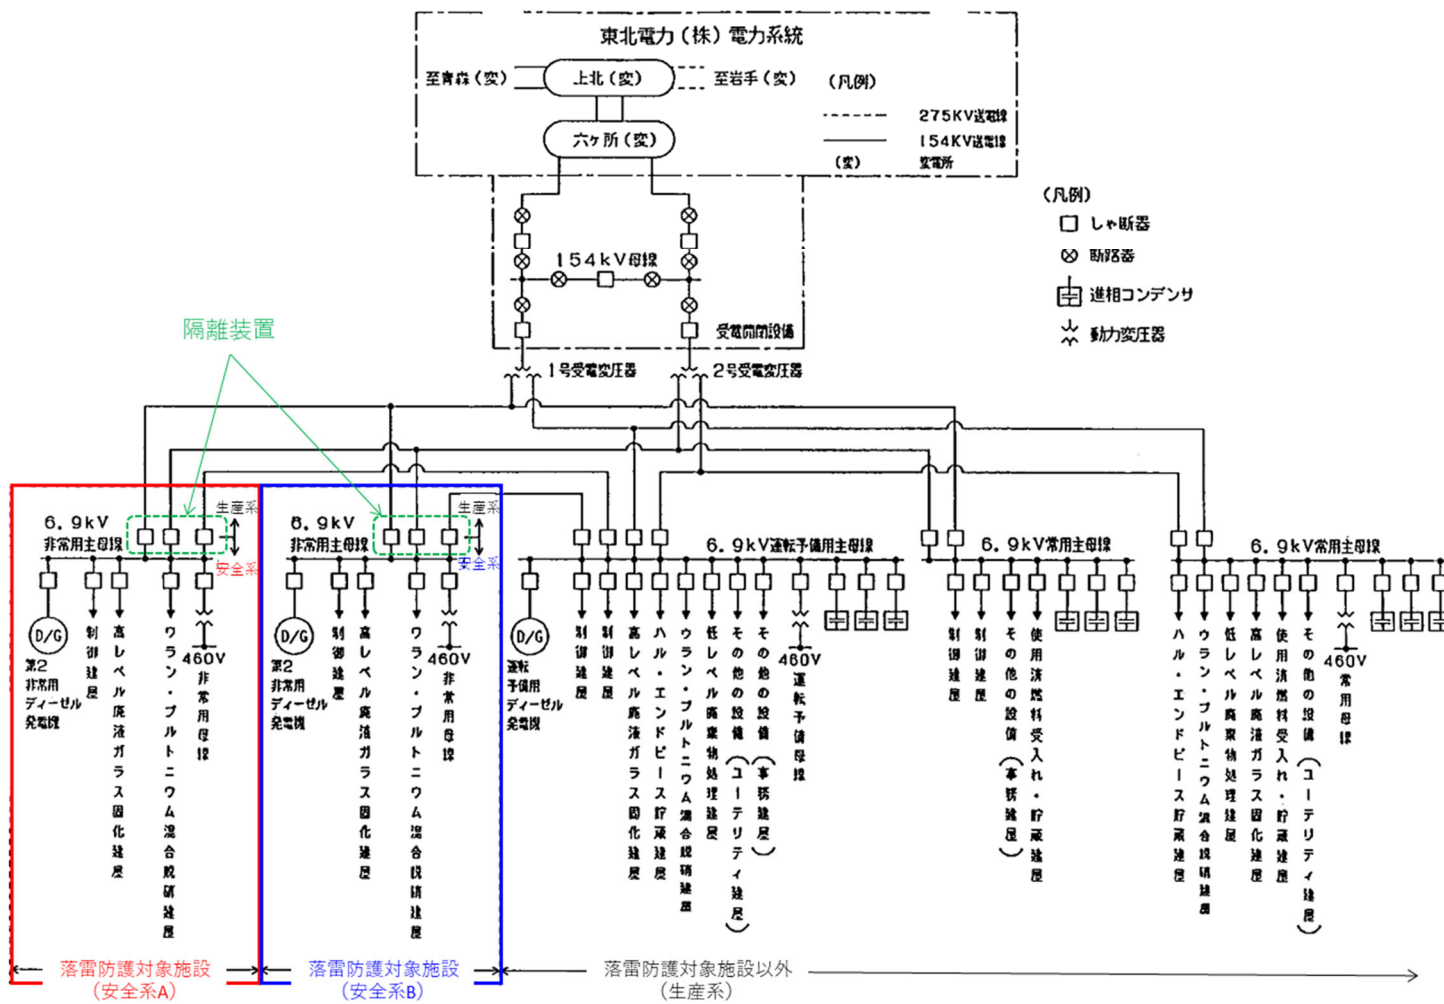 東北電力(株)電力系統
至青森(変)
上北(変)
至岩手(変)
六ケ所(変)
(凡例)
275KV送電線
154KV送電線
(変)
変電所
154kV母線
受電開閉設備
(凡例)
しゃ断器
断路器
進相コンデンサ
動力変圧器
隔離装置
1号受電変圧器
2号受電変圧器
6.9kV
非常用主母線
生産系
安全系
D/G
第2
非常用
ディーゼル
発電機
制御建屋
高レベル廃液ガラス固化建屋
ウラン・プルトニウム混合脱硝建屋
460V
非常用母線
6.9kV
非常用主母線
生産系
安全系
D/G
第2
非常用
ディーゼル
発電機
制御建屋
高レベル廃液ガラス固化建屋
ウラン・プルトニウム混合脱硝建屋
460V
非常用母線
6.9kV運転予備用主母線
D/G
運転
予備用
ディーゼル
発電機
制御建屋
制御建屋
高レベル廃液ガラス固化建屋
ハル・エンドピース貯蔵建屋
ウラン・プルトニウム混合脱硝建屋
低レベル廃棄物処理建屋
その他の設備(ユーテリティ建屋)
その他の設備(事務建屋)
460V
運転予備母線
6.9kV常用主母線
制御建屋
制御建屋
その他の設備(事務建屋)
使用済燃料受入れ・貯蔵建屋
6.9kV常用主母線
ハル・エンドピース貯蔵建屋
ウラン・プルトニウム混合脱硝建屋
低レベル廃棄物処理建屋
高レベル廃液ガラス固化建屋
使用済燃料受入れ・貯蔵建屋
その他の設備(ユーテリティ建屋)
460V
常用母線
落雷防護対象施設
(安全系A)
落雷防護対象施設
(安全系B)
落雷防護対象施設以外
(生産系)